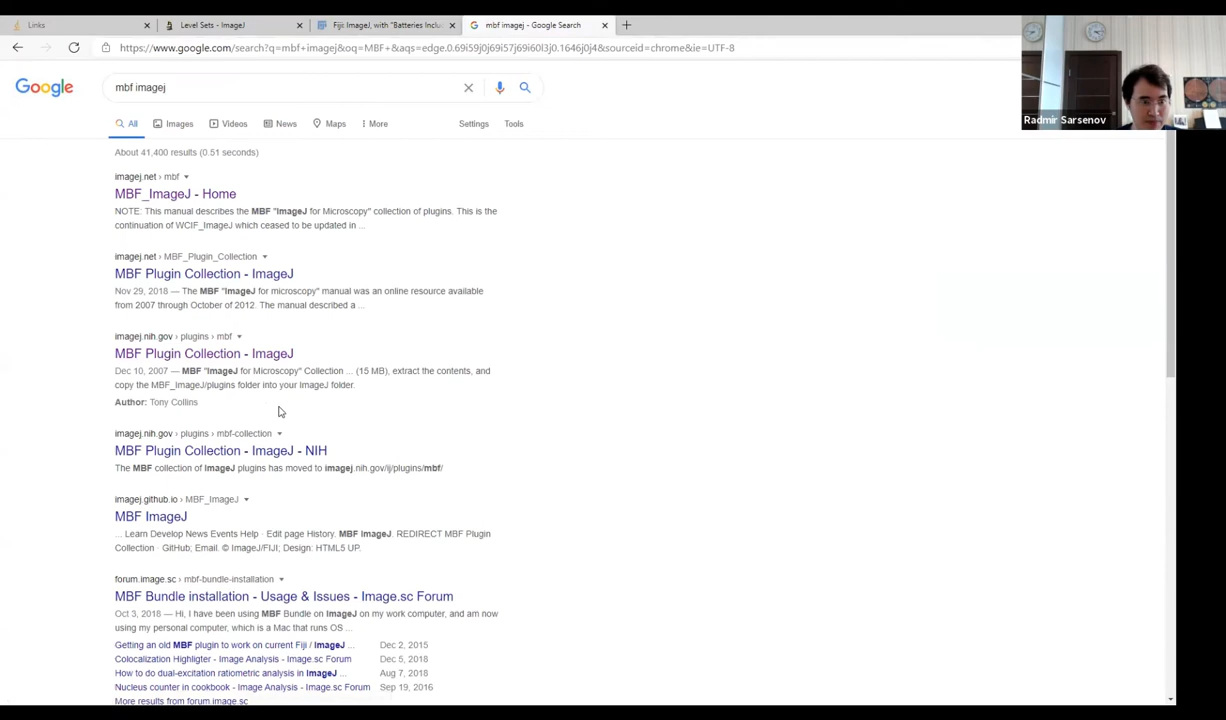 Links
Level Sets - ImageJ
Fiji: ImageJ, with "Batteries Inclu
mbf imagej - Google Search
https://www.google.com/search?q=mbf+imagej&oq=MBF+&aqs=edge.0.69i59j0j69i57j69i60l3j0.1646j0j4&sourceid=chrome&ie=UTF-8
Radmir Sarsenov
Google
mbf imagej
All
Images
Videos
News
Maps
More
Settings
Tools
About 41,400 results (0.51 seconds)
imagej.net › mbf
MBF_ImageJ - Home
NOTE: This manual describes the MBF "ImageJ for Microscopy" collection of plugins. This is the
continuation of WCIF_ImageJ which ceased to be updated in ...
imagej.net › MBF_Plugin_Collection
MBF Plugin Collection - ImageJ
Nov 29, 2018 — The MBF "ImageJ for microscopy" manual was an online resource available
from 2007 through October of 2012. The manual described a ...
imagej.nih.gov › plugins › mbf
MBF Plugin Collection - ImageJ
Dec 10, 2007 — MBF "ImageJ for Microscopy" Collection ... (15 MB), extract the contents, and
copy the MBF_ImageJ/plugins folder into your ImageJ folder.
Author: Tony Collins
imagej.nih.gov › plugins › mbf-collection
MBF Plugin Collection - ImageJ - NIH
The MBF collection of ImageJ plugins has moved to imagej.nih.gov/ij/plugins/mbf/
imagej.github.io › MBF_ImageJ
MBF ImageJ
... Learn Develop News Events Help · Edit page History. MBF ImageJ. REDIRECT MBF Plugin
Collection · GitHub; Email. © ImageJ/FIJI; Design: HTML5 UP.
forum.image.sc › mbf-bundle-installation
MBF Bundle installation - Usage & Issues - Image.sc Forum
Oct 3, 2018 — Hi, I have been using MBF Bundle on ImageJ on my work computer, and am now
using my personal computer, which is a Mac that runs OS ...
Getting an old MBF plugin to work on current Fiji / ImageJ ... Dec 2, 2015
Colocalization Highligter - Image Analysis - Image.sc Forum Dec 5, 2018
How to do dual-excitation ratiometric analysis in ImageJ ... Aug 7, 2018
Nucleus counter in cookbook - Image Analysis - Image.sc Forum Sep 19, 2016
More results from forum.image.sc